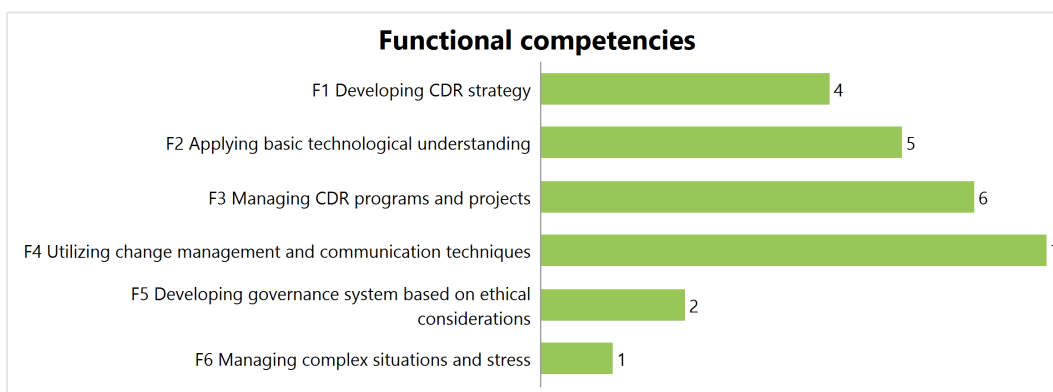 Functional competencies
F1 Developing CDR strategy
4
F2 Applying basic technological understanding
5
F3 Managing CDR programs and projects
6
F4 Utilizing change management and communication techniques
F5 Developing governance system based on ethical
considerations
2
F6 Managing complex situations and stress
1